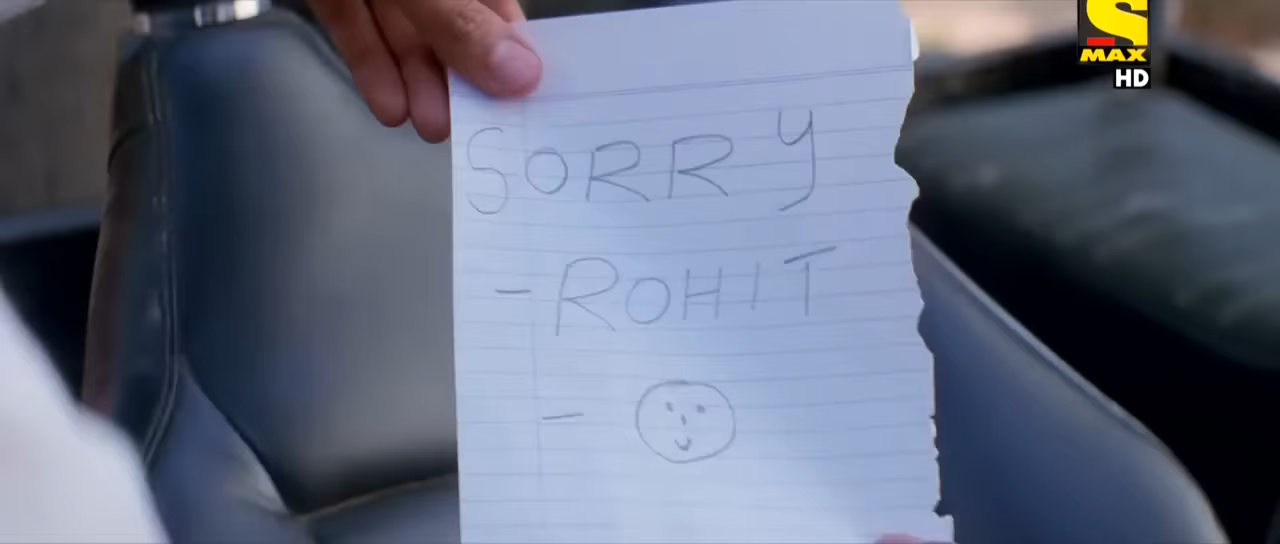 S
MAX
HD
SORRY
- ROHIT
-